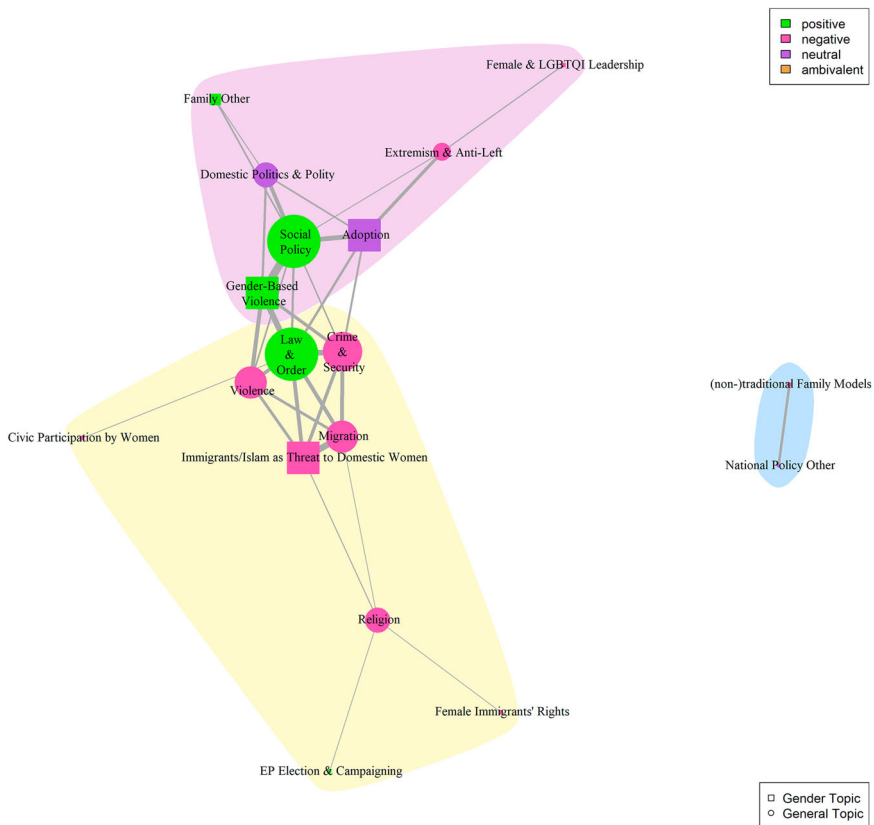 positive
negative
neutral
ambivalent
Female & LGBTQI Leadership
Family Other
Extremism & Anti-Left
Domestic Politics & Polity
Social
Policy
Adoption
Gender-Based
Violence
Law
&
Order
Crime
&
Security
(non-)traditional Family Models
Violence
Civic Participation by Women
Migration
Immigrants/Islam as Threat to Domestic Women
National Policy Other
Religion
Female Immigrants' Rights
EP Election & Campaigning
Gender Topic
General Topic